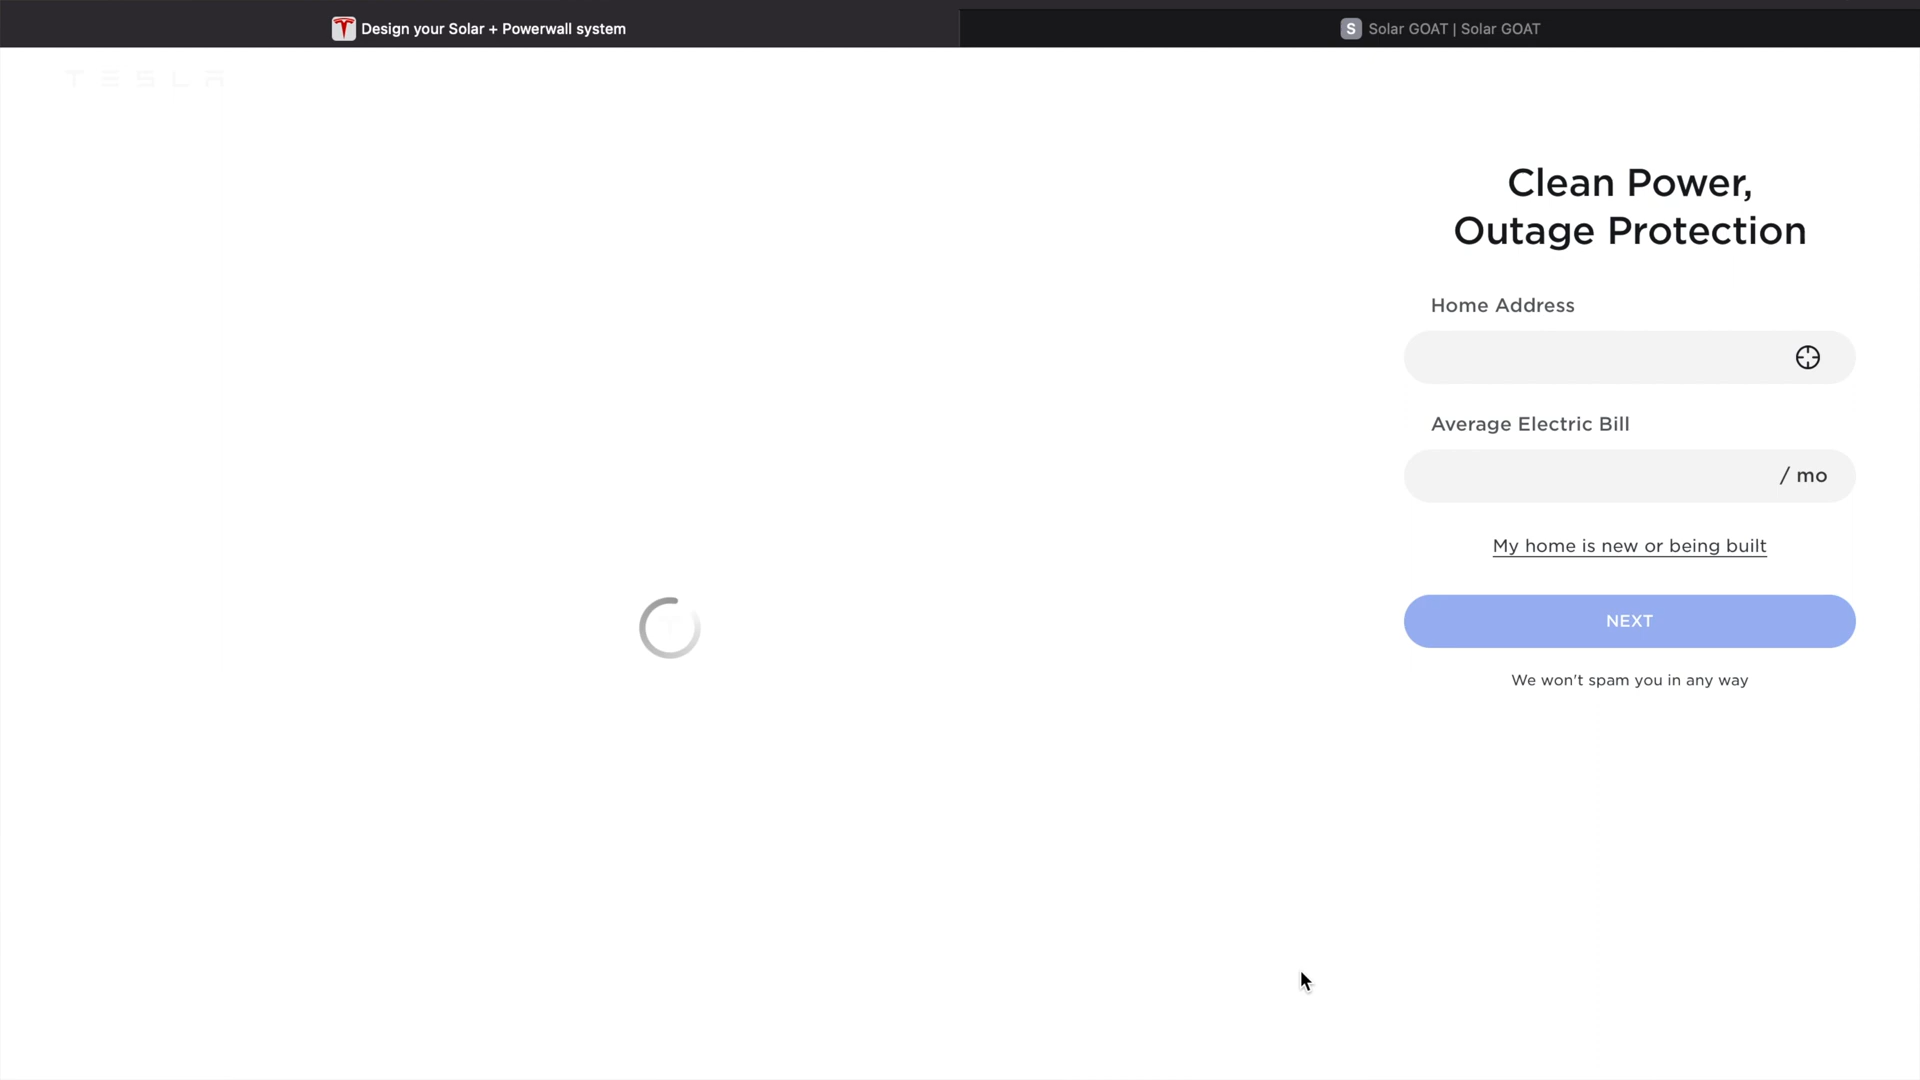 Design your Solar + Powerwall system
S Solar GOAT | Solar GOAT
TESLA
Clean Power,
Outage Protection
Home Address
Average Electric Bill
/ mo
My home is new or being built
NEXT
We won't spam you in any way